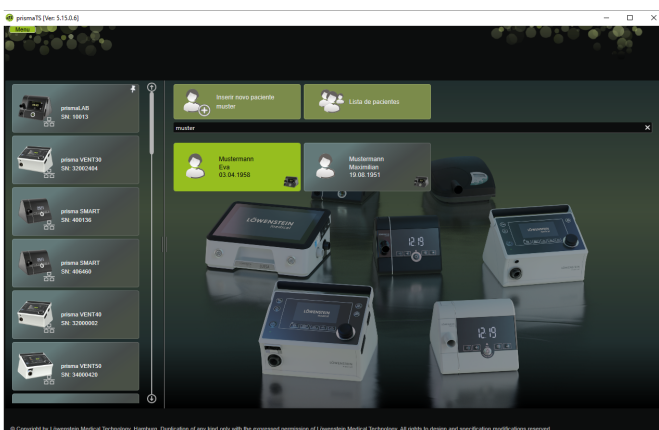 prismaTS [Ver: 5.15.0.6]
Menu
prismaLAB
SN: 10013
prisma VENT30
SN: 32002404
prisma SMART
SN: 400136
prisma SMART
SN: 406460
prisma VENT40
SN: 32000002
prisma VENT50
SN: 34000420
Inserir novo paciente
muster
Lista de pacientes
muster
Mustermann
Eva
03.04.1958
Mustermann
Maximilian
19.08.1951
LÖWENSTEIN
12:19
LÖWENSTEIN
12:19
© Copyright by Löwenstein Medical Technology, Hamburg. Duplication of any kind only with the expressed permission of Löwenstein Medical Technology. All rights to design and specification modifications reserved.